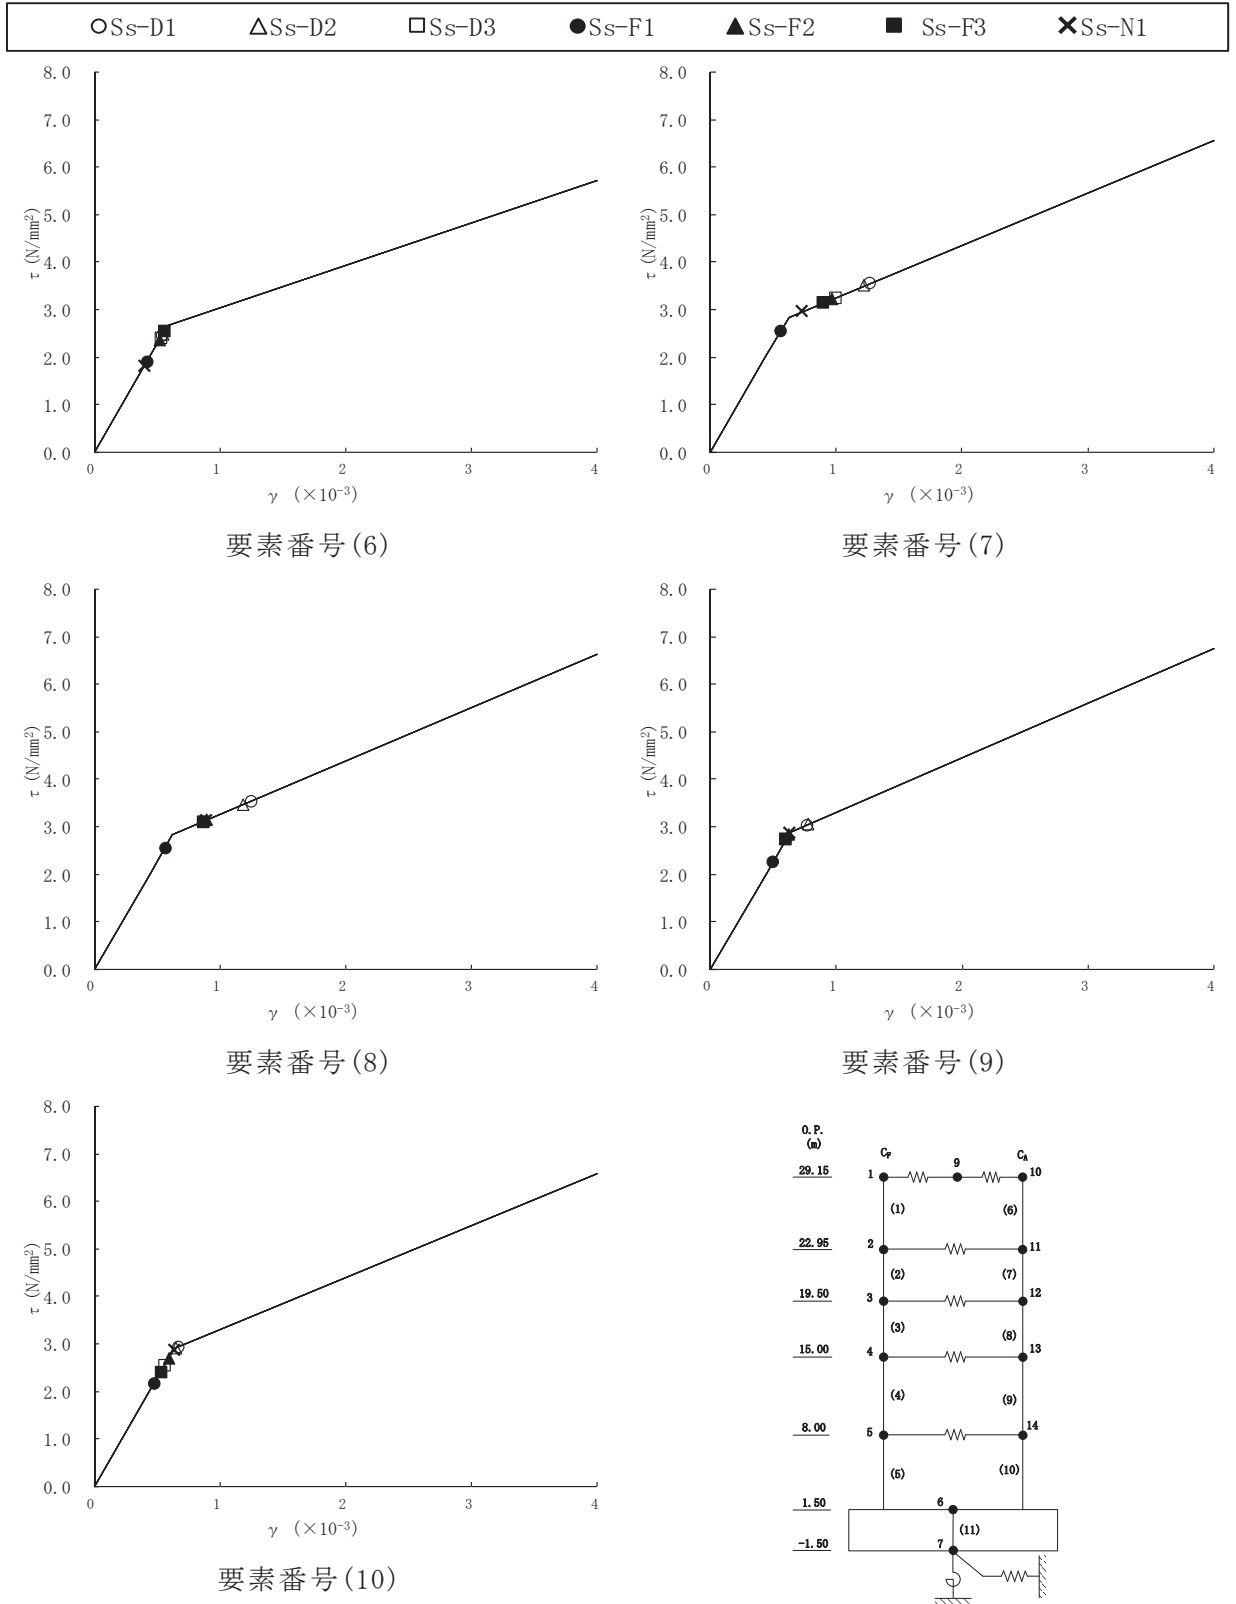 ○Ss-D1 △Ss-D2 □Ss-D3 ●Ss-F1 ▲Ss-F2 ■ Ss-F3 ×Ss-N1
8.0
7.0
6.0
5.0
4.0
3.0
2.0
1.0
0.0
τ (N/mm²)
0 1 2 3 4
γ (×10⁻³)
要素番号(6)
8.0
7.0
6.0
5.0
4.0
3.0
2.0
1.0
0.0
τ (N/mm²)
0 1 2 3 4
γ (×10⁻³)
要素番号(7)
8.0
7.0
6.0
5.0
4.0
3.0
2.0
1.0
0.0
τ (N/mm²)
0 1 2 3 4
γ (×10⁻³)
要素番号(8)
8.0
7.0
6.0
5.0
4.0
3.0
2.0
1.0
0.0
τ (N/mm²)
0 1 2 3 4
γ (×10⁻³)
要素番号(9)
8.0
7.0
6.0
5.0
4.0
3.0
2.0
1.0
0.0
τ (N/mm²)
0 1 2 3 4
γ (×10⁻³)
要素番号(10)
O.P.
(m)
C_F C_A
29.15 1 9 10
(1) (6)
22.95 2 11
(2) (7)
19.50 3 12
(3) (8)
15.00 4 13
(4) (9)
8.00 5 14
(5) (10)
1.50 6
(11)
-1.50 7